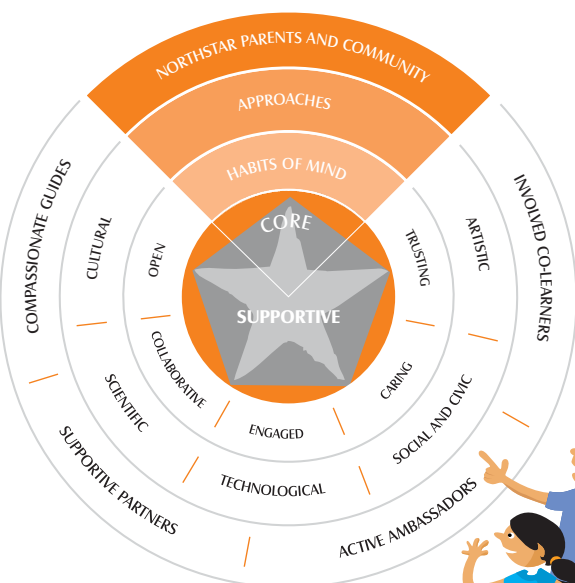 NORTHSTAR PARENTS AND COMMUNITY
APPROACHES
HABITS OF MIND
CORE
SUPPORTIVE
OPEN
COLLABORATIVE
ENGAGED
CARING
TRUSTING
CULTURAL
SCIENTIFIC
TECHNOLOGICAL
SOCIAL AND CIVIC
ARTISTIC
COMPASSIONATE GUIDES
SUPPORTIVE PARTNERS
ACTIVE AMBASSADORS
INVOLVED CO-LEARNERS